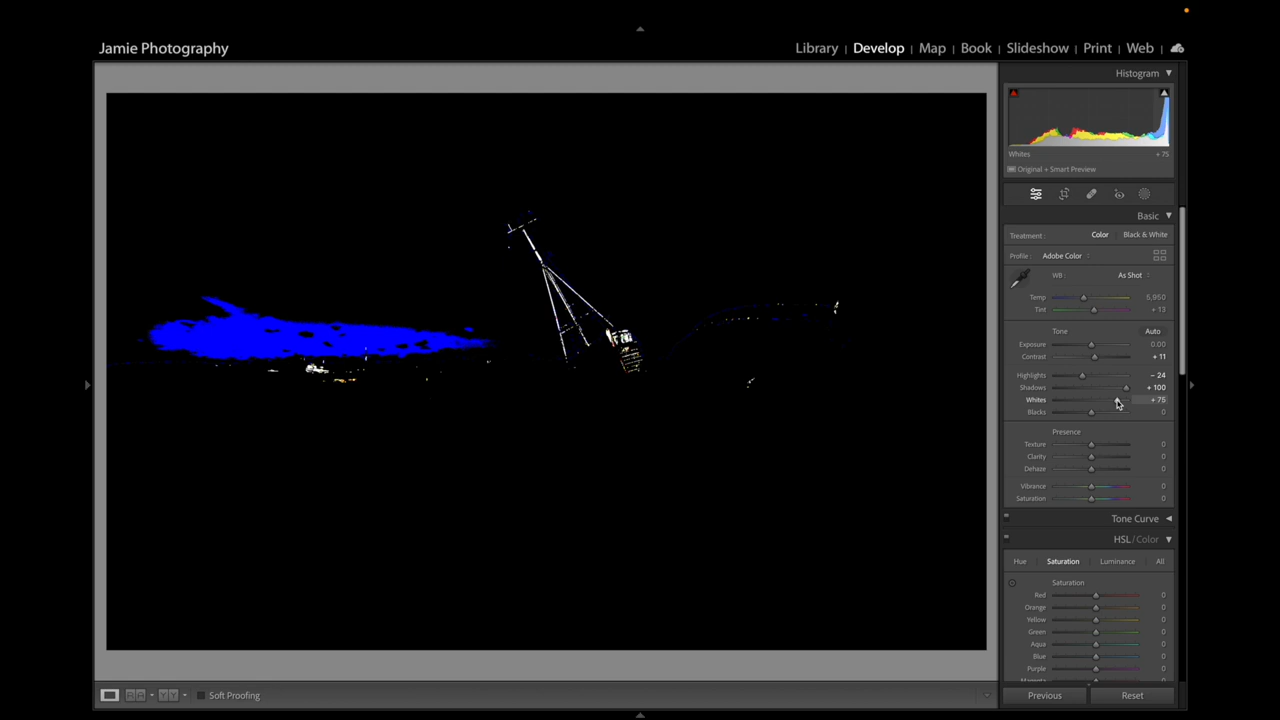 Jamie Photography
Library | Develop | Map | Book | Slideshow | Print | Web
Histogram
Whites +75
Original + Smart Preview
Basic
Treatment : Color Black & White
Profile : Adobe Color
WB: As Shot
Temp 5,950
Tint + 13
Tone Auto
Exposure 0.00
Contrast + 11
Highlights − 24
Shadows + 100
Whites + 75
Blacks 0
Presence
Texture 0
Clarity 0
Dehaze 0
Vibrance 0
Saturation 0
Tone Curve
HSL / Color
Hue Saturation Luminance All
Saturation
Red 0
Orange 0
Yellow 0
Green 0
Aqua 0
Blue 0
Purple 0
Soft Proofing
Previous Reset